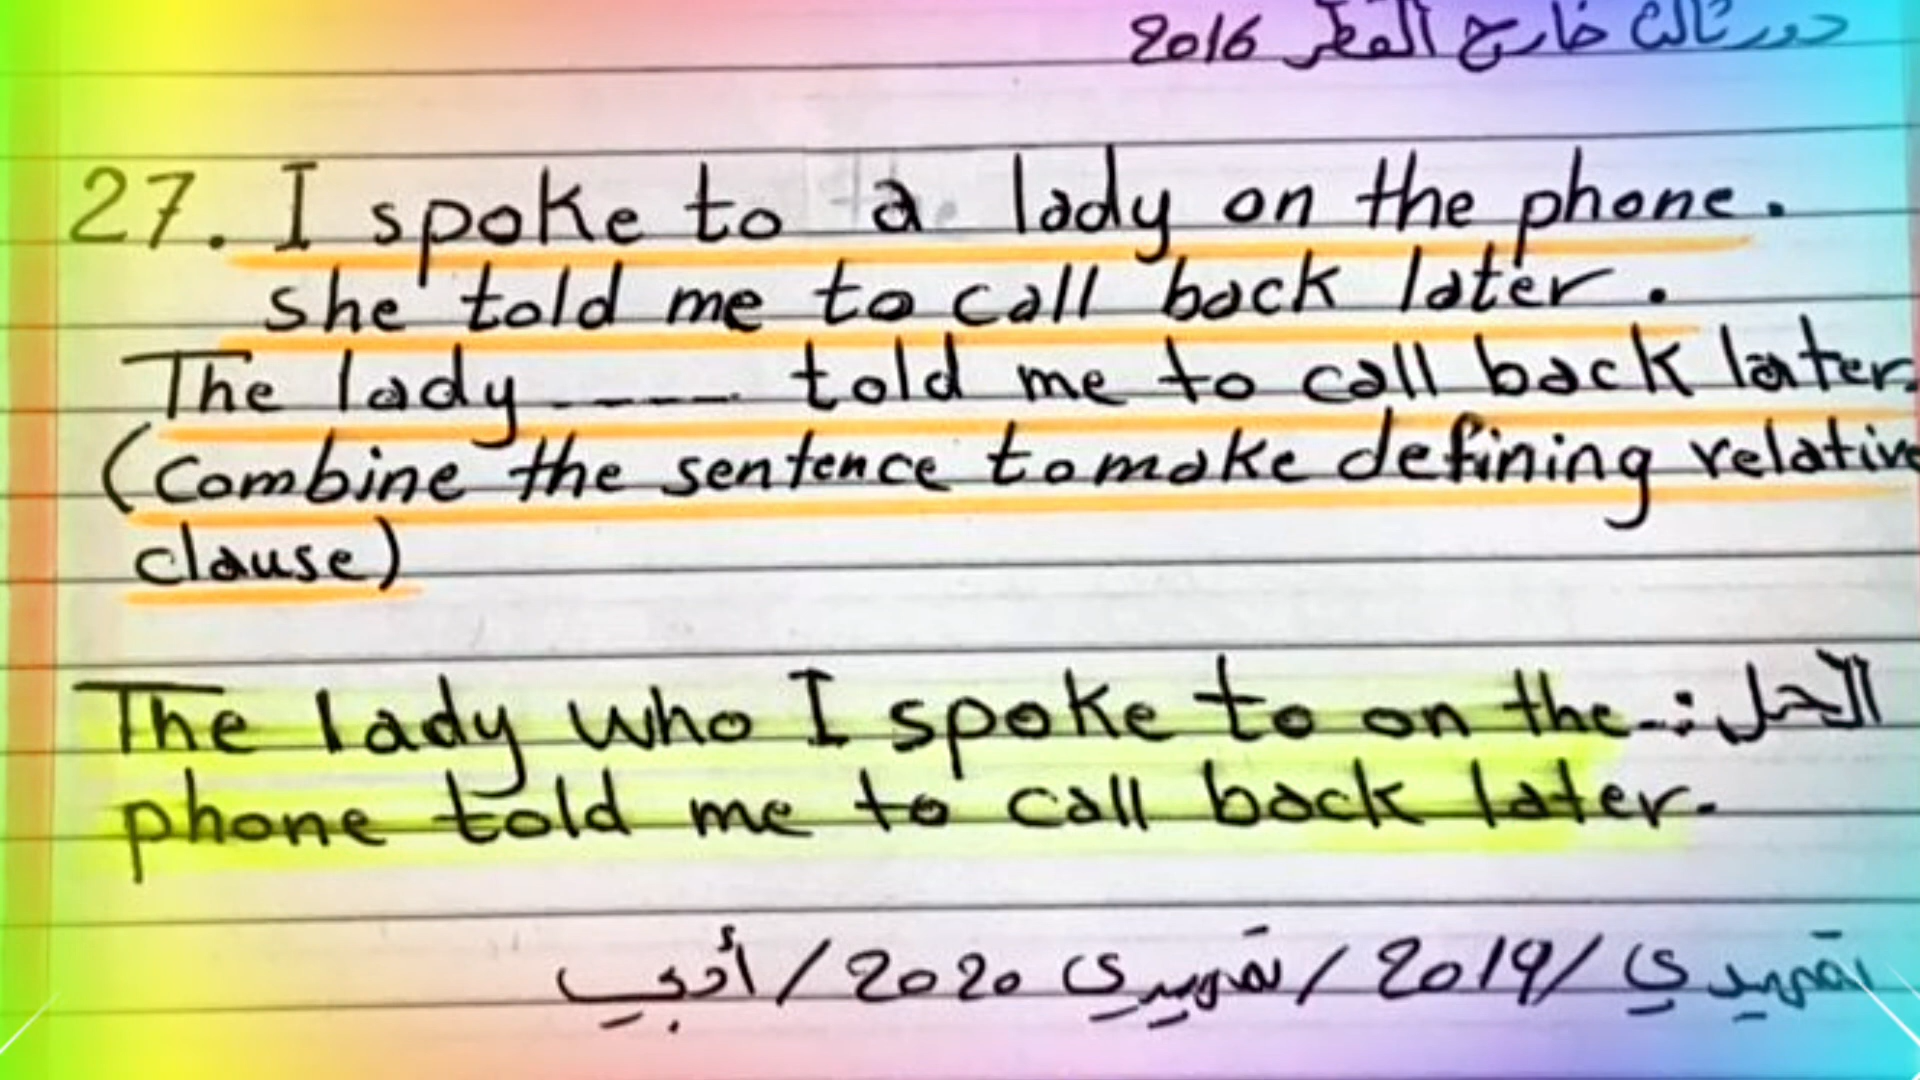 دور ثالث خارج القطر 2016
27. I spoke to a lady on the phone.
she told me to call back later.
The lady ----- told me to call back later.
(Combine the sentence to make defining relative
clause)
The lady who I spoke to on the -: الحل
phone told me to call back later.
تمهيدي /2019 / تمهيدي 2020 / أدبي